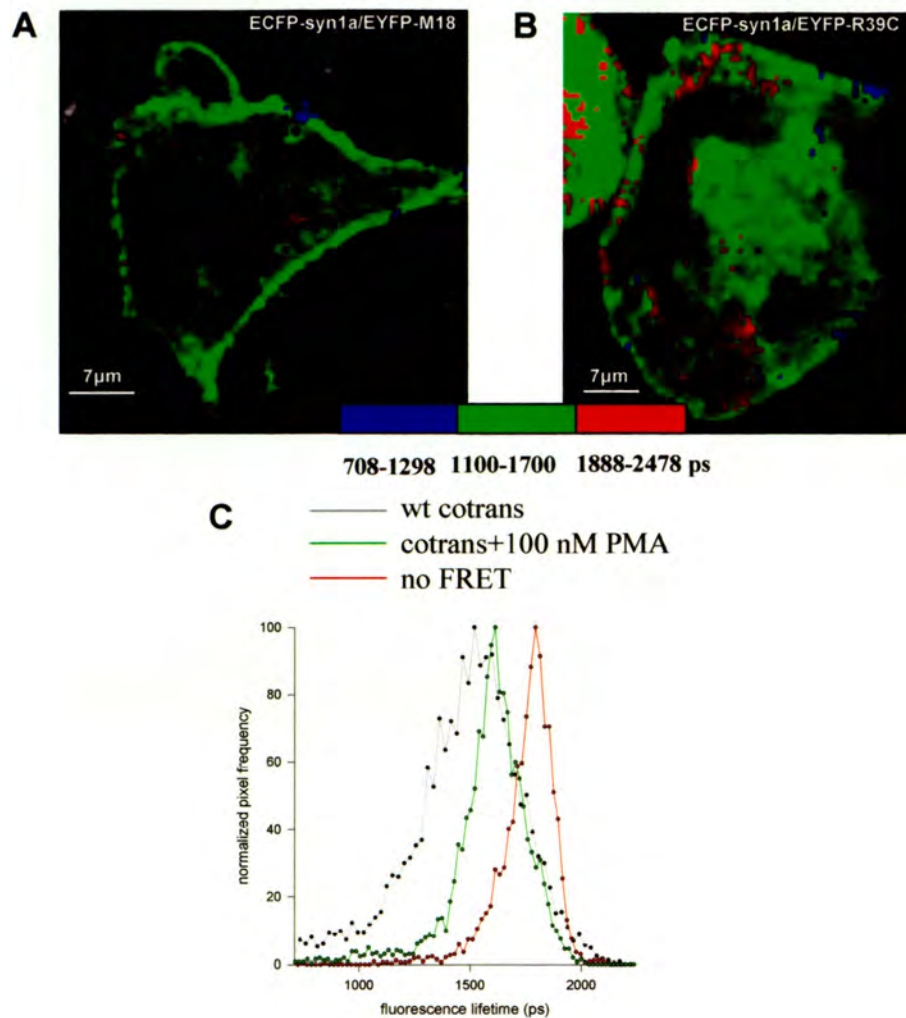 A
ECFP-syn1a/EYFP-M18
7µm
B
ECFP-syn1a/EYFP-R39C
7µm
708-1298 1100-1700 1888-2478 ps
C
wt cotrans
cotrans+100 nM PMA
no FRET
100
80
60
40
20
0
normalized pixel frequency
1000 1500 2000
fluorescence lifetime (ps)